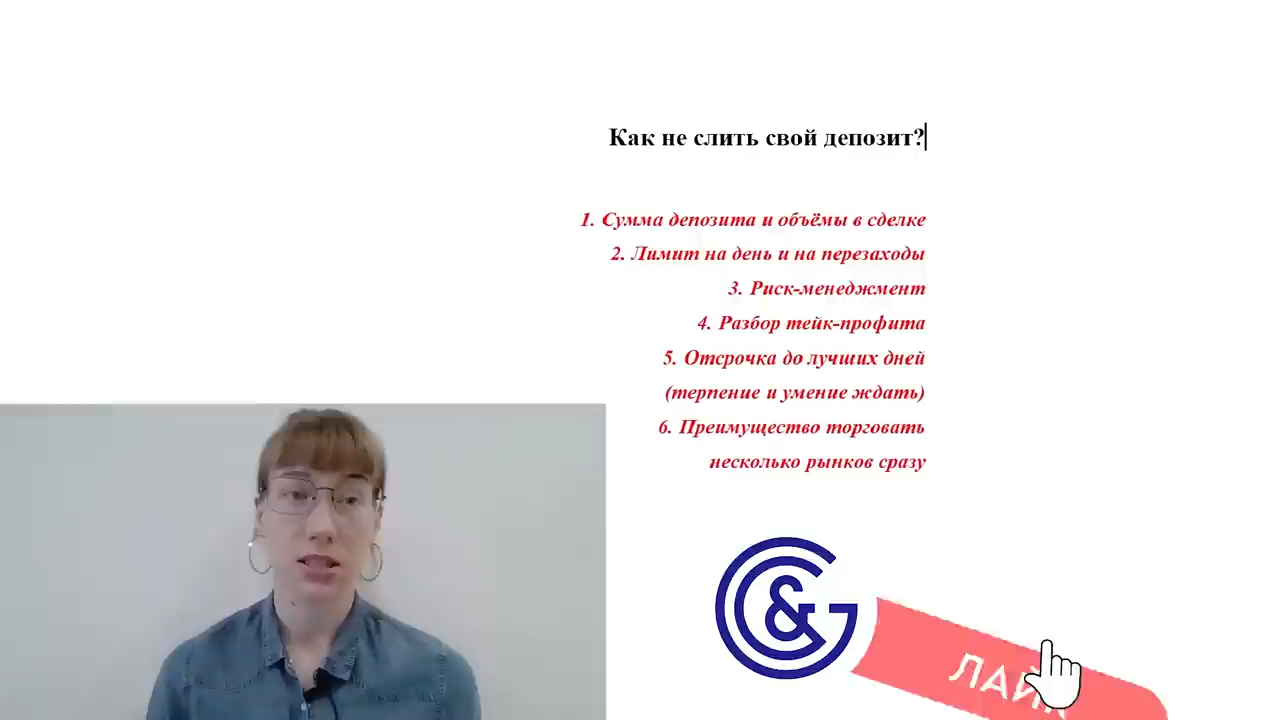 Как не слить свой депозит?
1. Сумма депозита и объёмы в сделке
2. Лимит на день и на перезаходы
3. Риск-менеджмент
4. Разбор тейк-профита
5. Отсрочка до лучших дней
(терпение и умение ждать)
6. Преимущество торговать
несколько рынков сразу
G&G
ЛАЙК